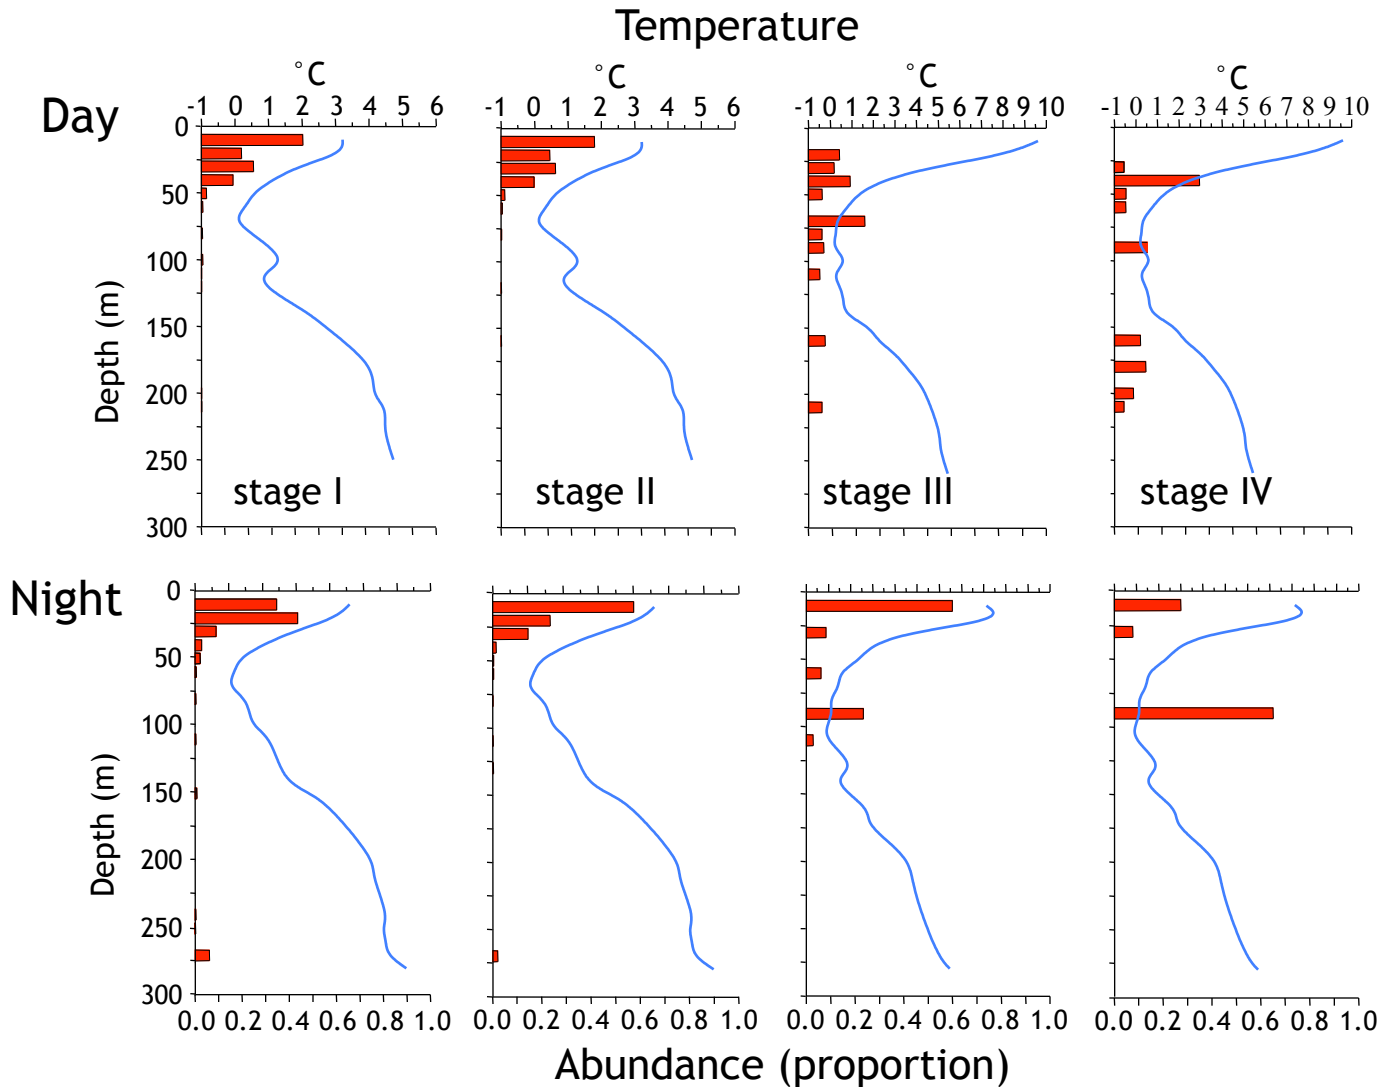 Temperature
°C °C °C °C
Day
-1 0 1 2 3 4 5 6
-1 0 1 2 3 4 5 6
-1 0 1 2 3 4 5 6 7 8 9 10
-1 0 1 2 3 4 5 6 7 8 9 10
0
50
100
150
200
250
300
Depth (m)
stage I stage II stage III stage IV
Night
0
50
100
150
200
250
300
Depth (m)
0.0 0.2 0.4 0.6 0.8 1.0
0.0 0.2 0.4 0.6 0.8 1.0
0.0 0.2 0.4 0.6 0.8 1.0
0.0 0.2 0.4 0.6 0.8 1.0
Abundance (proportion)